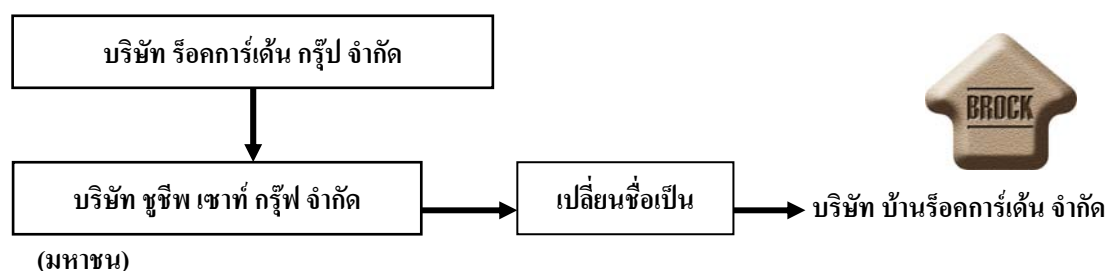 บริษัท ร็อคการ์เด้น กรุ๊ป จำกัด
BROCK
บริษัท ชูชีพ เซาท์ กรุ๊ฟ จำกัด
เปลี่ยนชื่อเป็น
บริษัท บ้านร็อคการ์เด้น จำกัด
(มหาชน)